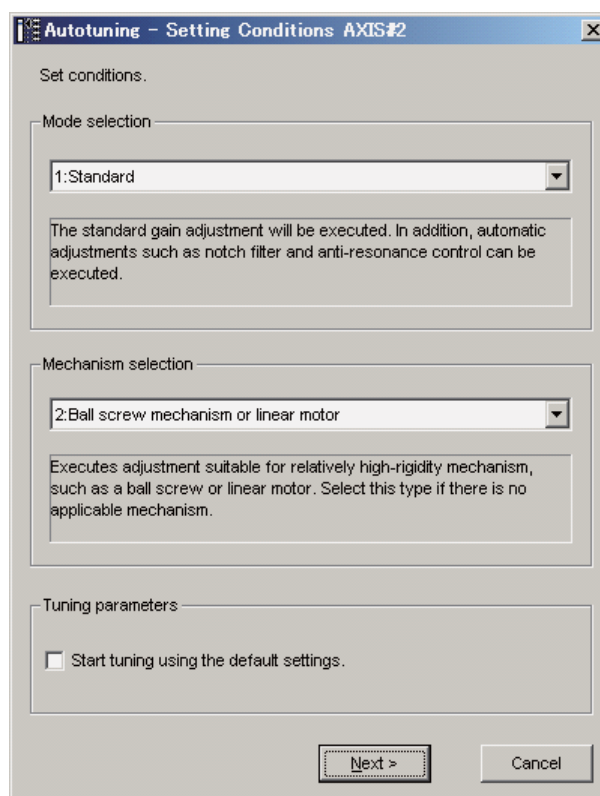 Autotuning - Setting Conditions AXIS#2
Set conditions.
Mode selection
1:Standard
The standard gain adjustment will be executed. In addition, automatic
adjustments such as notch filter and anti-resonance control can be
executed.
Mechanism selection
2:Ball screw mechanism or linear motor
Executes adjustment suitable for relatively high-rigidity mechanism,
such as a ball screw or linear motor. Select this type if there is no
applicable mechanism.
Tuning parameters
Start tuning using the default settings.
Next >
Cancel